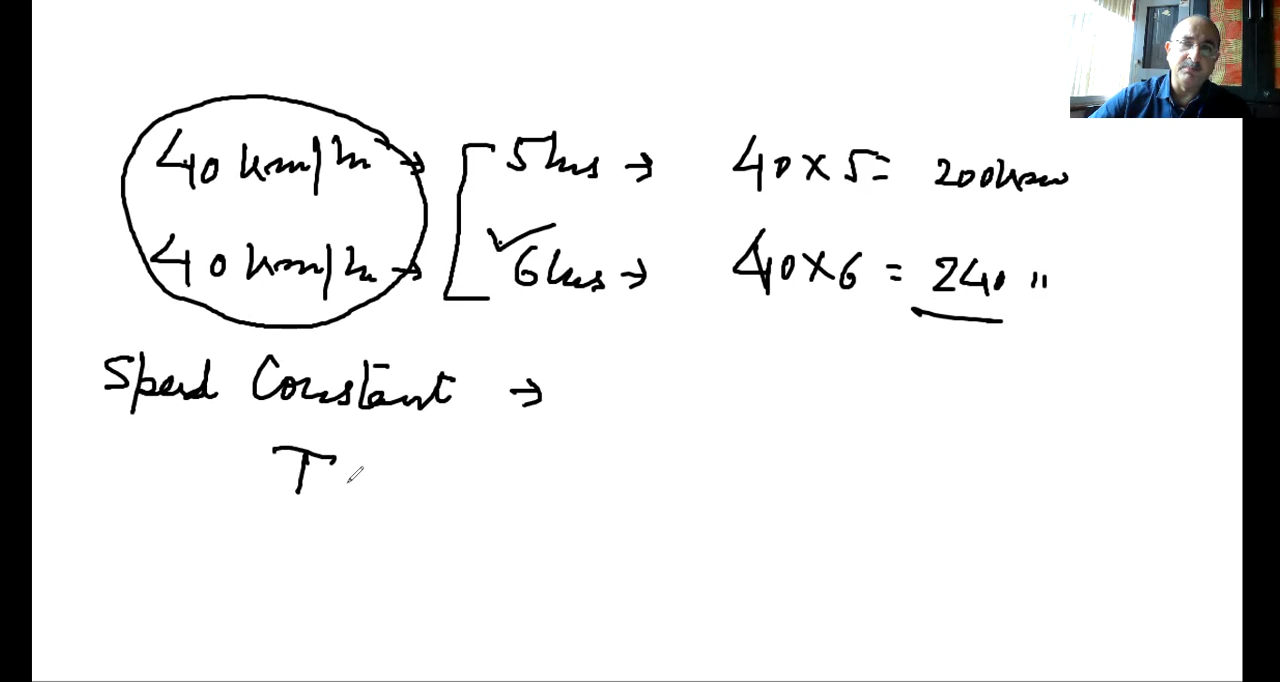 40 km/h → 5 hrs → 40 x 5 = 200 km
40 km/h → 6 hrs → 40 x 6 = 240 "
Speed Constant →
T